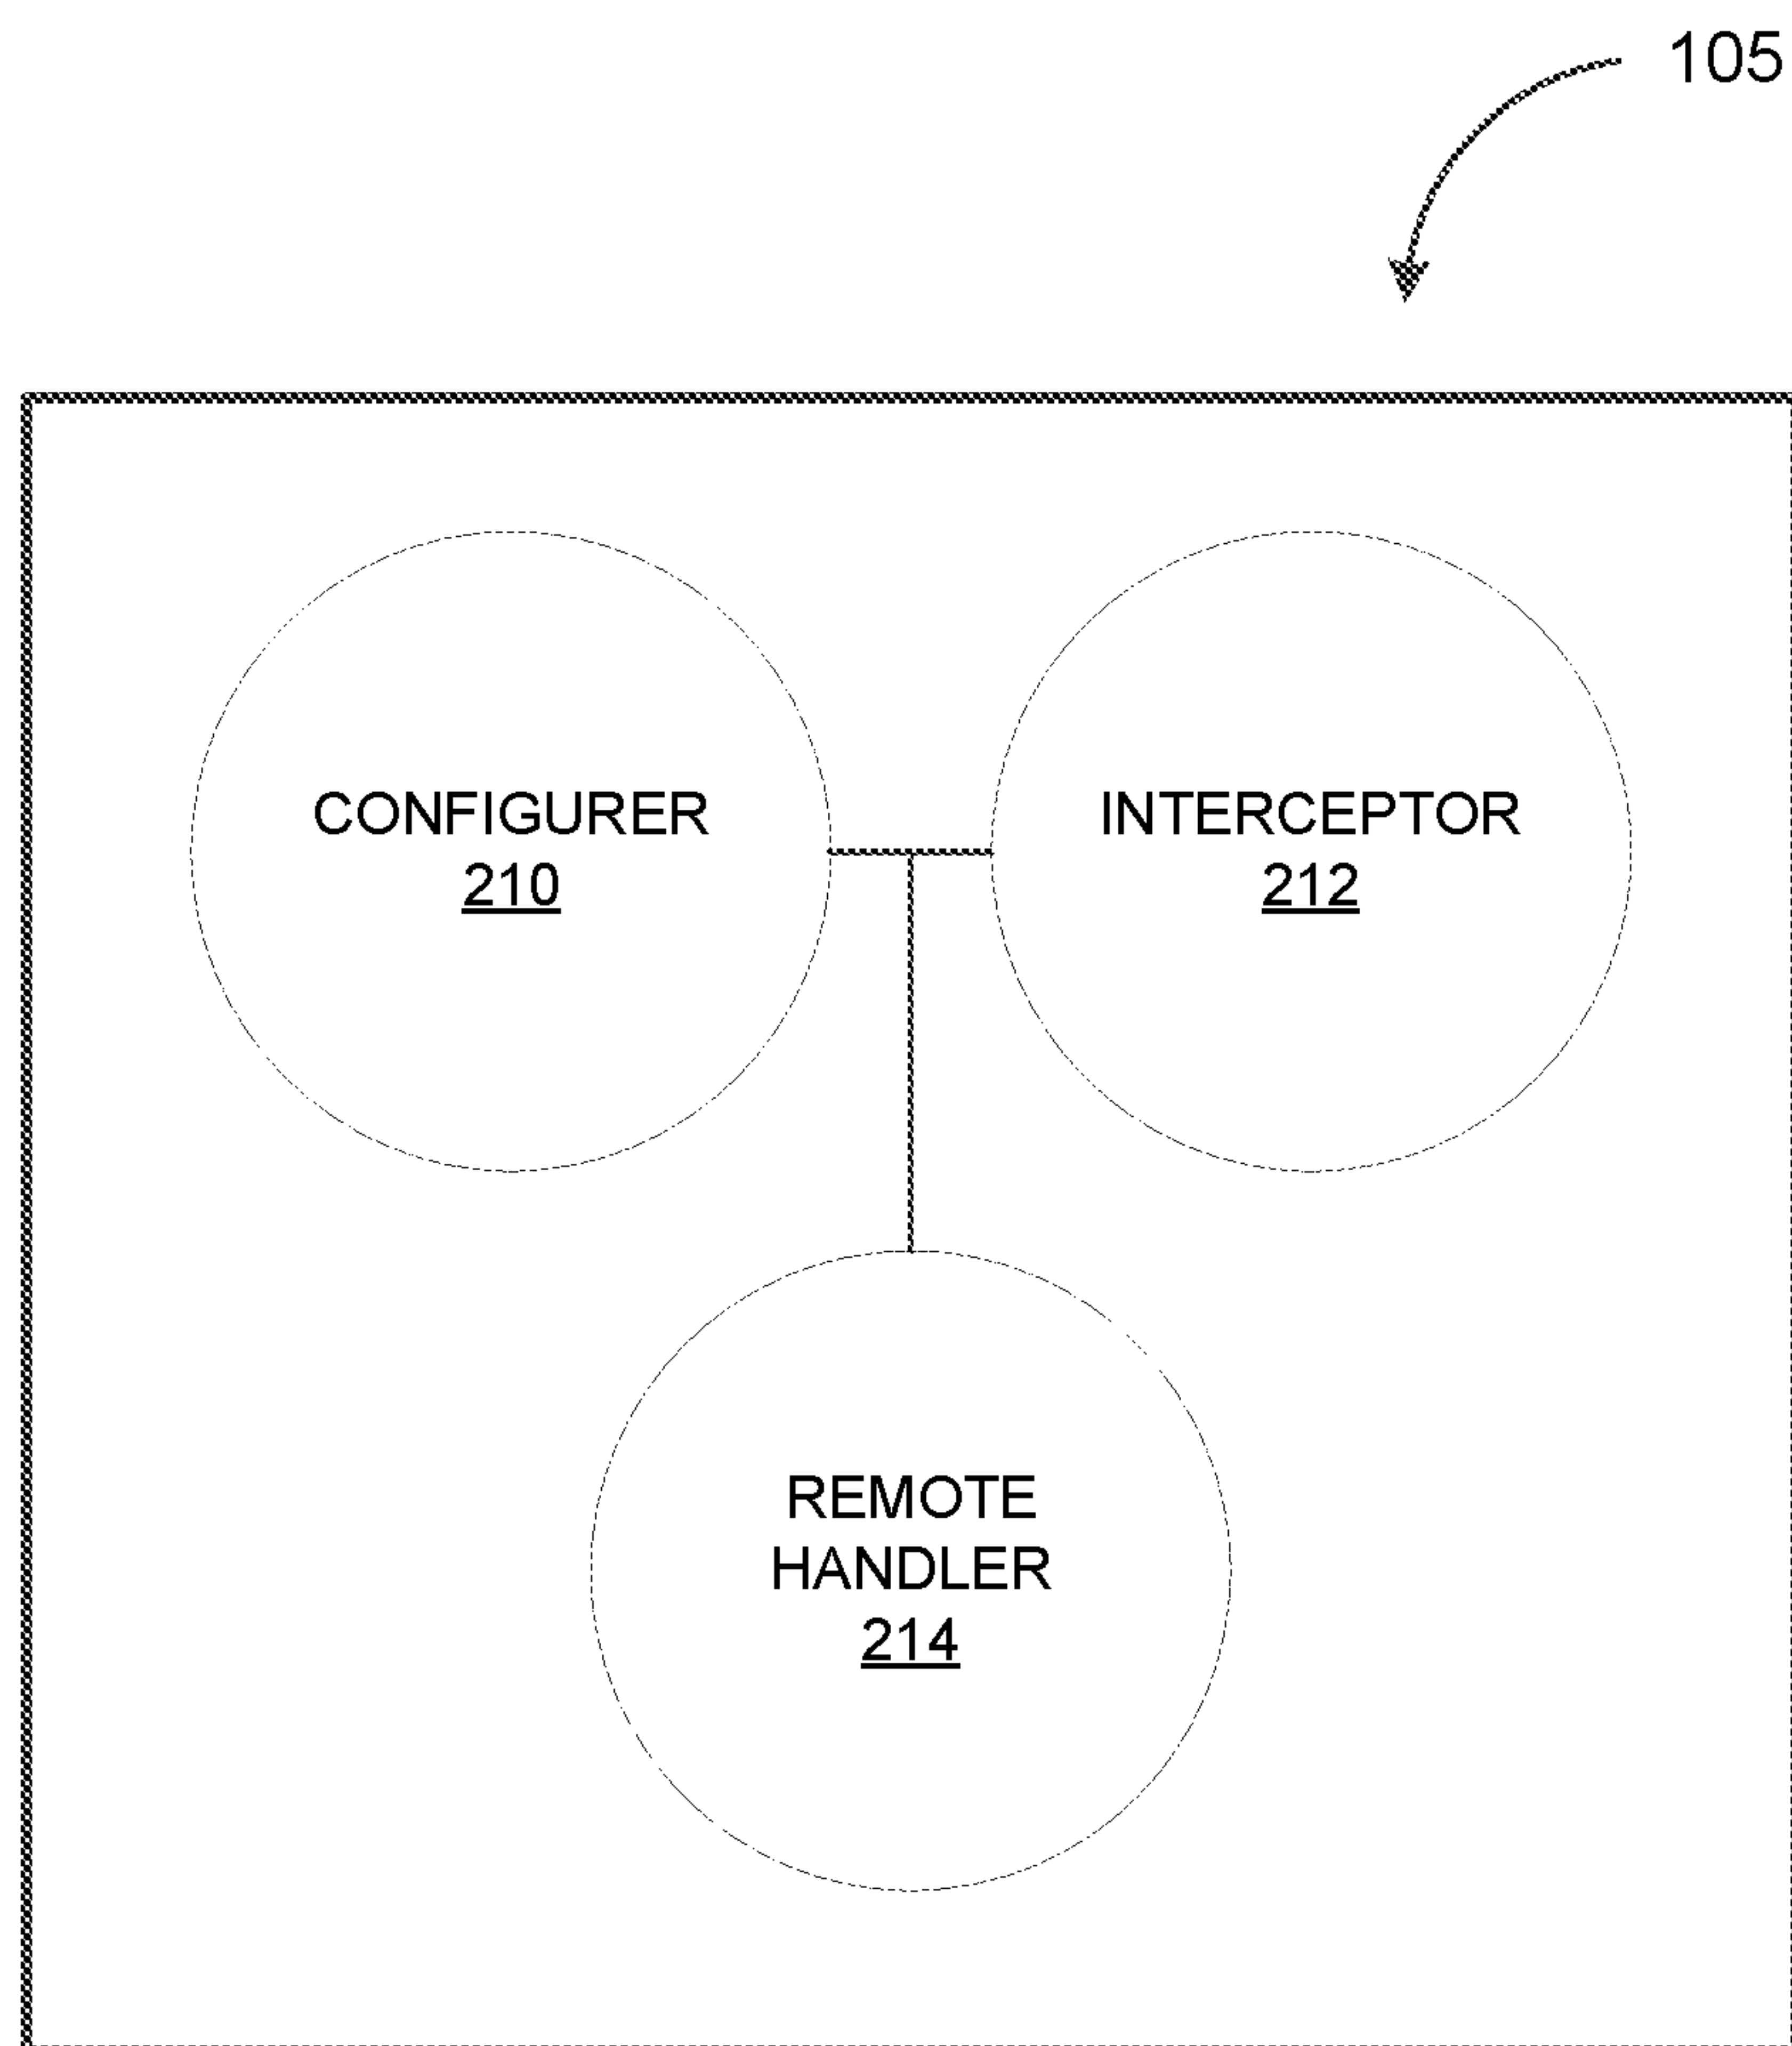 105
CONFIGURER
210
INTERCEPTOR
212
REMOTE
HANDLER
214